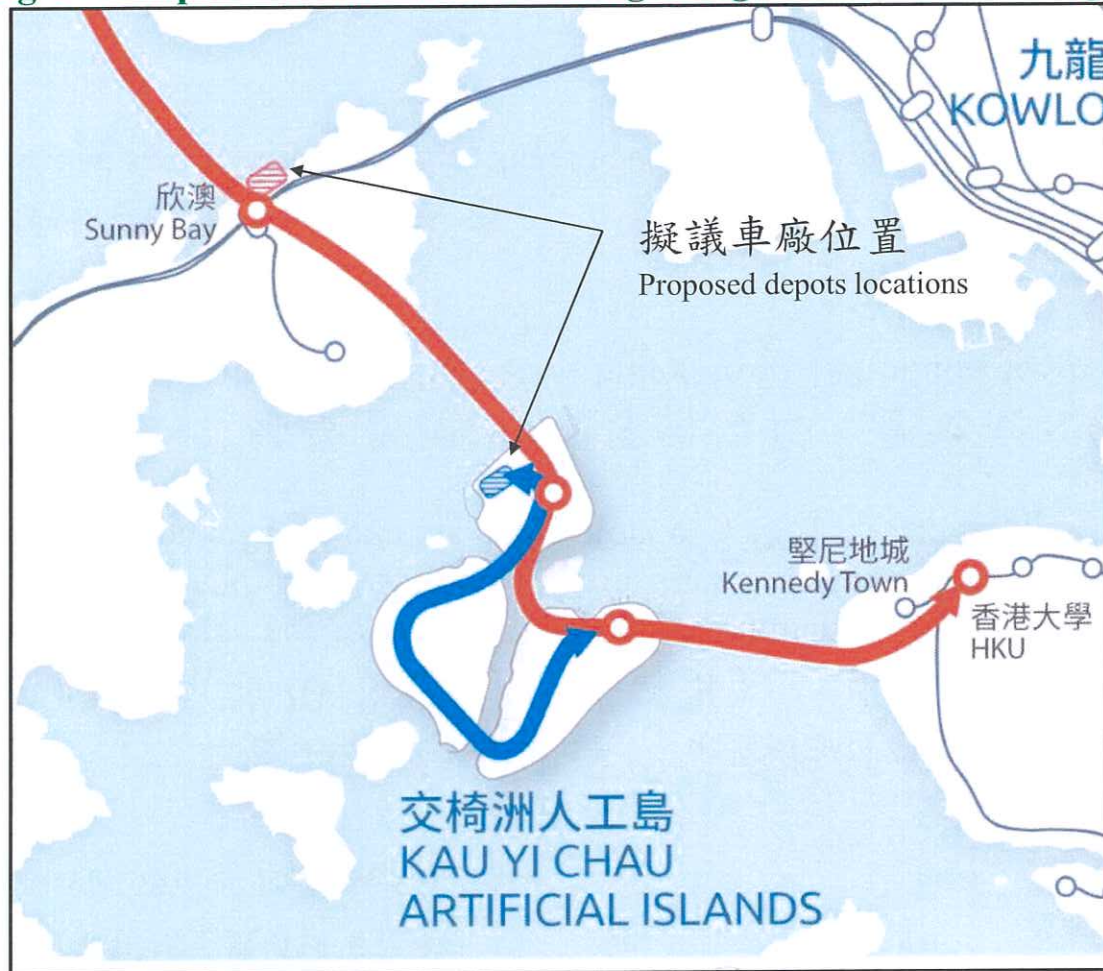 九龍
KOWLO
欣澳
Sunny Bay
擬議車廠位置
Proposed depots locations
堅尼地城
Kennedy Town
香港大學
HKU
交椅洲人工島
KAU YI CHAU
ARTIFICIAL ISLANDS